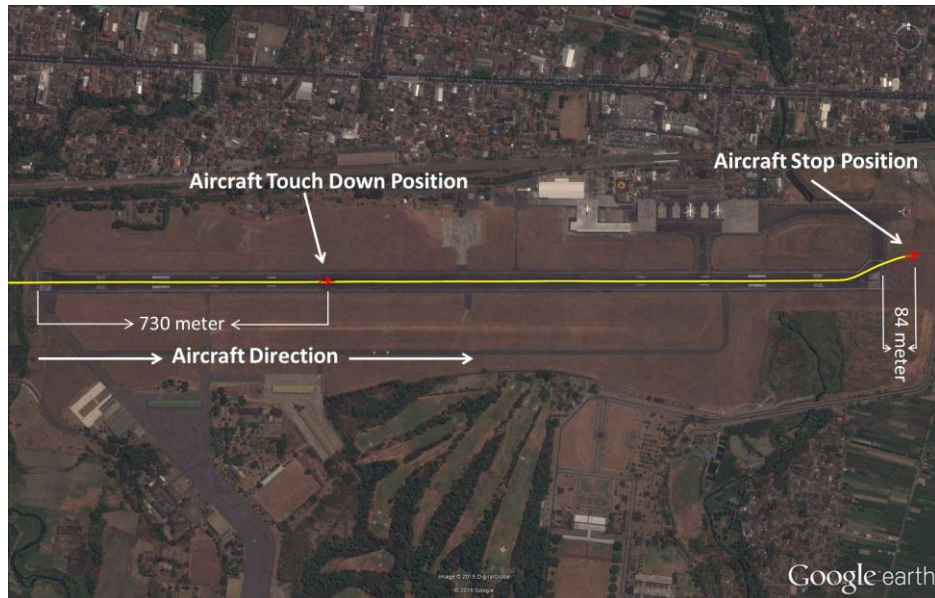 Aircraft Stop Position
Aircraft Touch Down Position
730 meter
84 meter
Aircraft Direction
Image © 2015 DigitalGlobe
© 2015 Google
Google earth